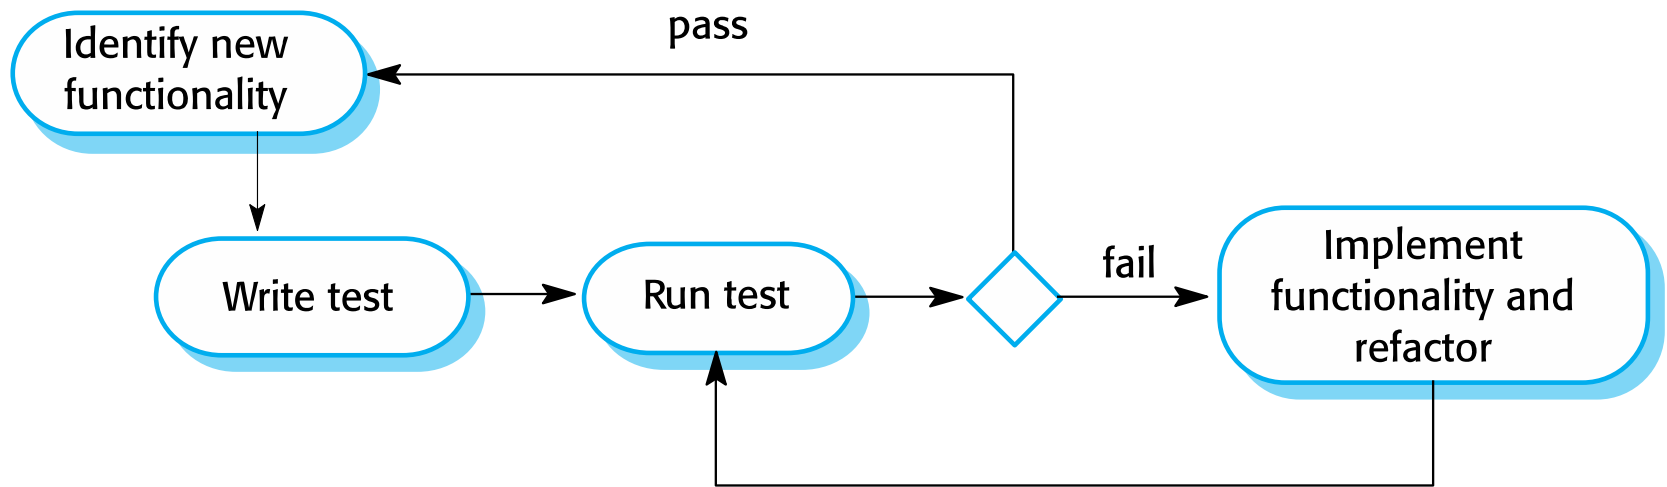 Identify new
functionality
pass
Write test
Run test
fail
Implement
functionality and
refactor